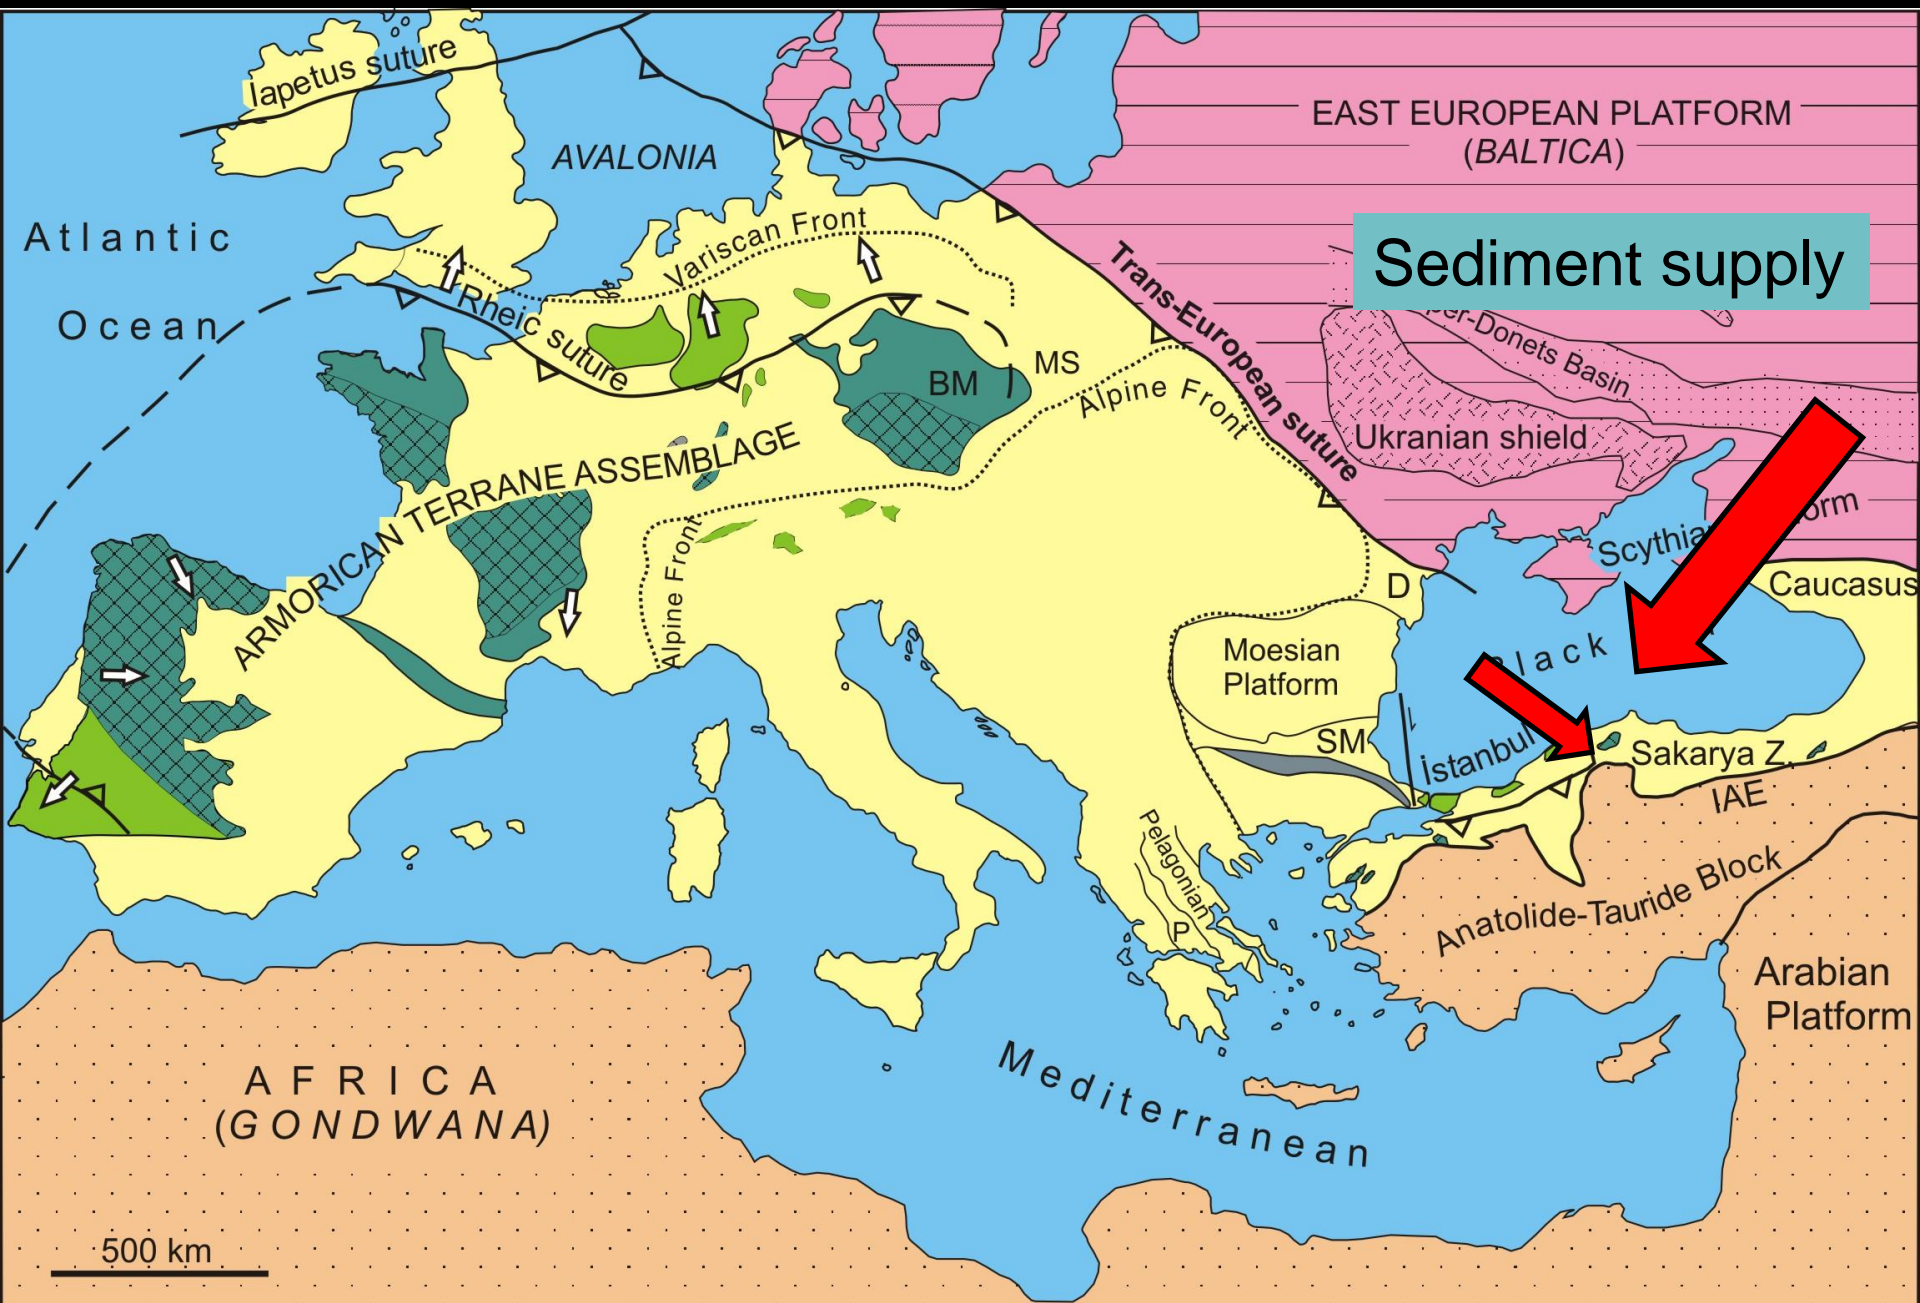 Iapetus suture
AVALONIA
EAST EUROPEAN PLATFORM
(BALTICA)
Atlantic
Ocean
Sediment supply
Variscan Front
Rheic suture
Trans-European suture
Donets Basin
MS
BM
Alpine Front
Ukranian shield
ARMORICAN TERRANE ASSEMBLAGE
Alpine Front
D
Caucasus
Moesian
Platform
SM
İstanbul
Sakarya Z.
IAE
Pelagonian
P
Anatolide-Tauride Block
Arabian
Platform
AFRICA
(GONDWANA)
Mediterranean
500 km